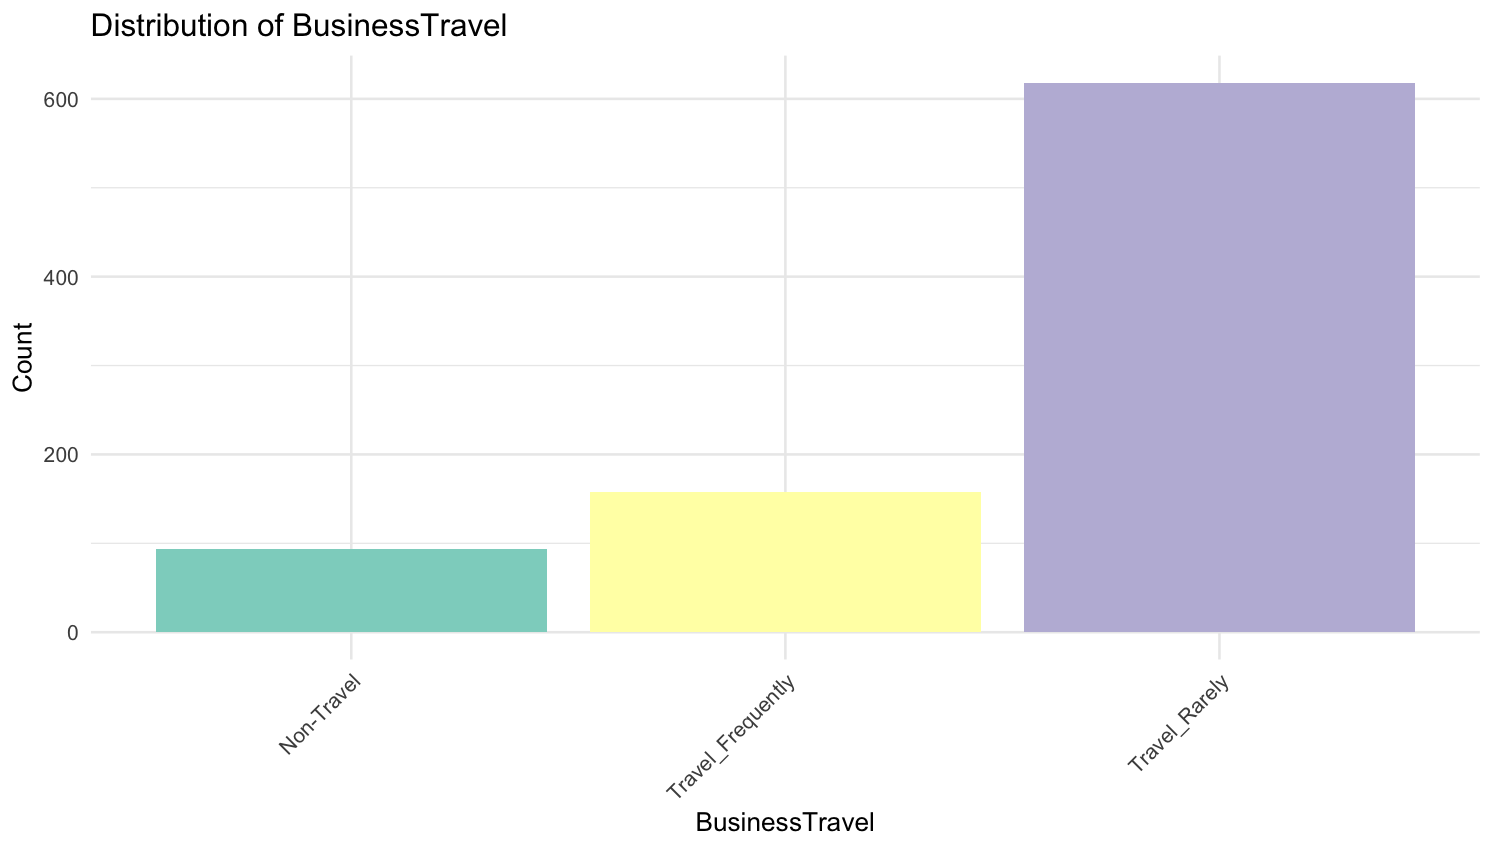 Distribution of BusinessTravel
600
400
200
0
Count
Non-Travel
Travel_Frequently
Travel_Rarely
BusinessTravel